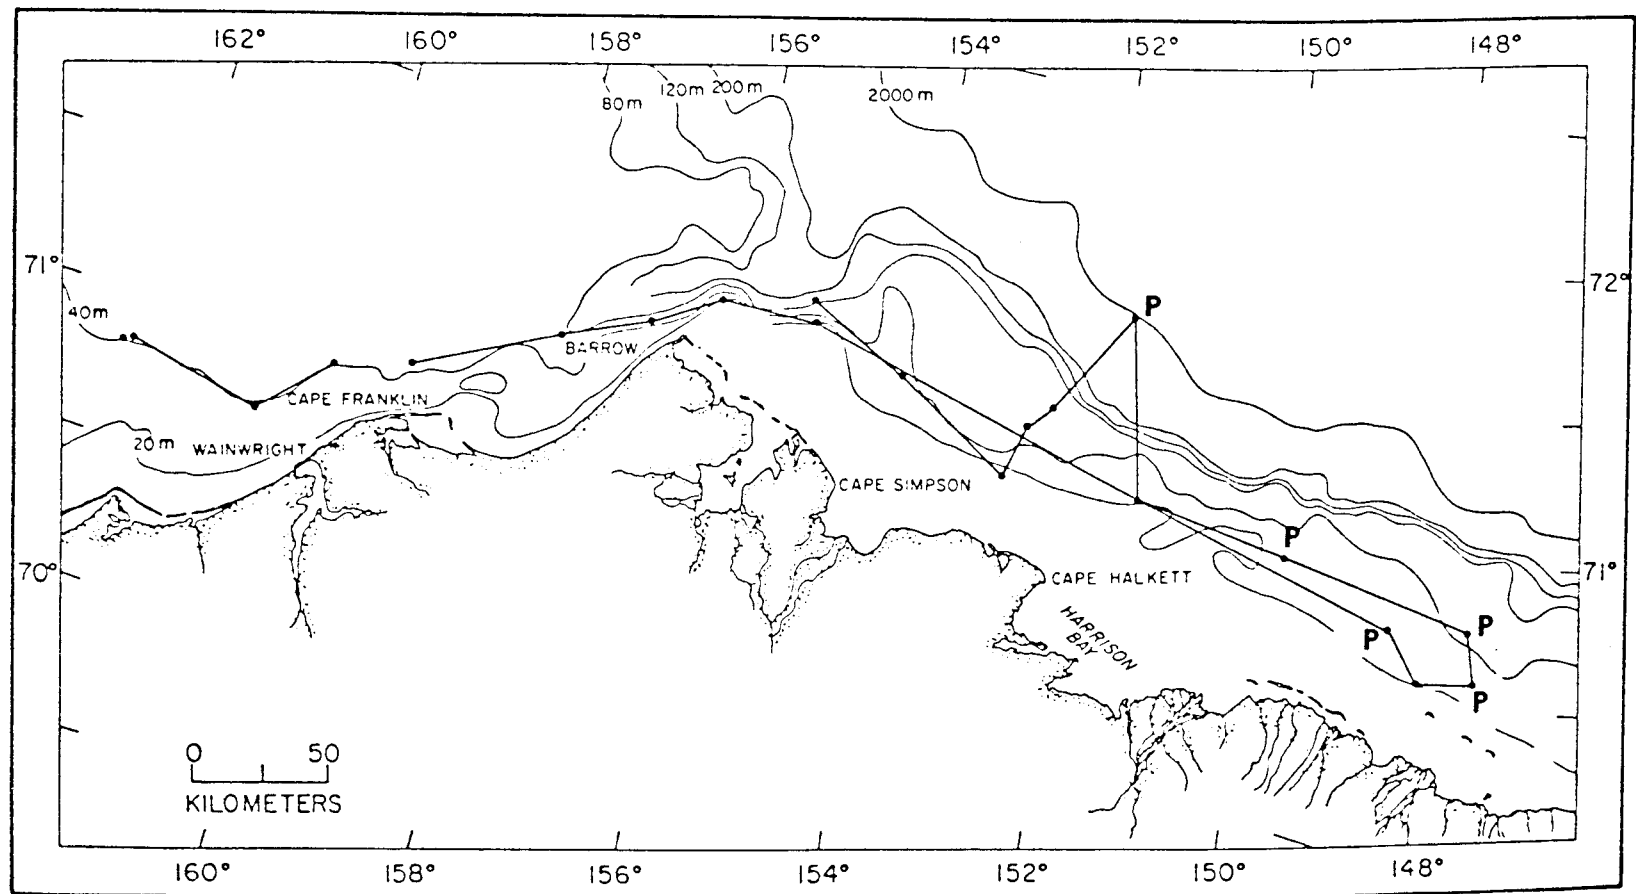 162° 160° 158° 156° 154° 152° 150° 148°
80m 120m 200m 2000m
71°
72°
40m
P
BARROW
CAPE FRANKLIN
20m
WAINWRIGHT
CAPE SIMPSON
P
70°
CAPE HALKETT
71°
HARRISON
BAY
P
P
P
0 50
KILOMETERS
160° 158° 156° 154° 152° 150° 148°